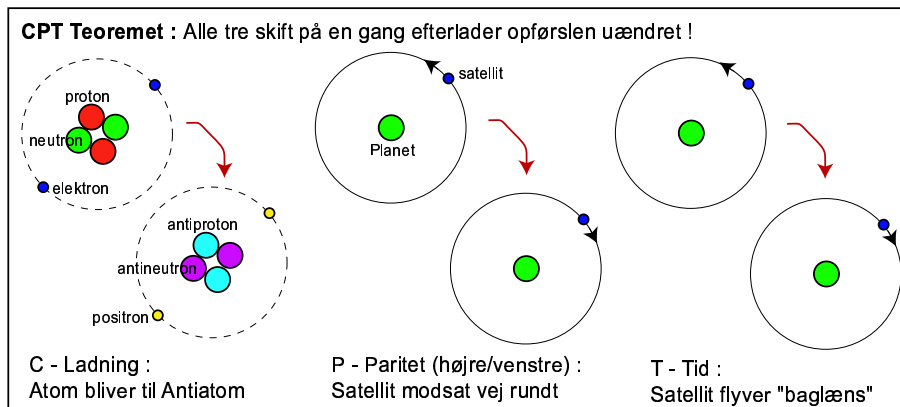 CPT Teoremet : Alle tre skift på en gang efterlader opførslen uændret !
proton
neutron
elektron
antiproton
antineutron
positron
C - Ladning :
Atom bliver til Antiatom
satellit
Planet
P - Paritet (højre/venstre) :
Satellit modsat vej rundt
T - Tid :
Satellit flyver "baglæns"